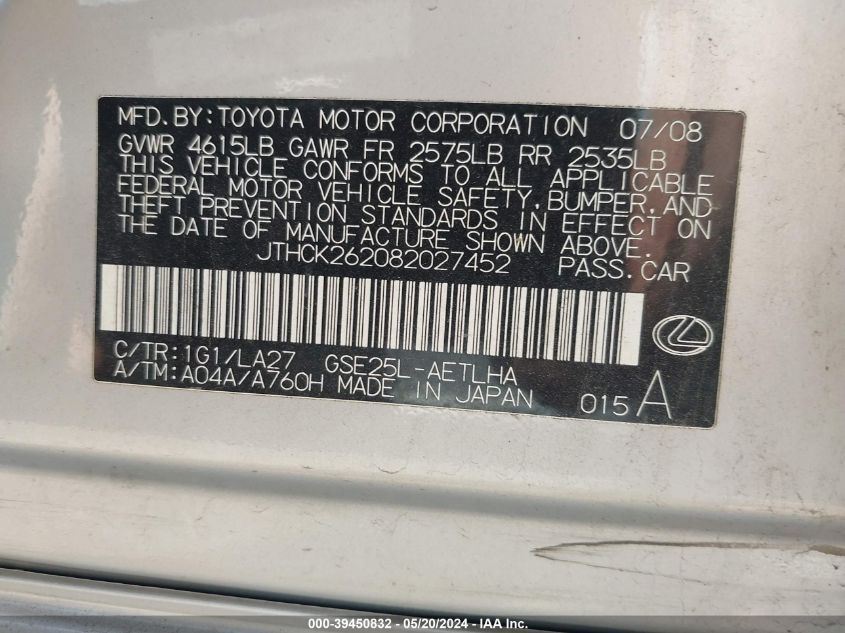 MFD.BY:TOYOTA MOTOR CORPORATION 07/08
GVWR 4615LB GAWR FR 2575LB RR 2535LB
THIS VEHICLE CONFORMS TO ALL APPLICABLE
FEDERAL MOTOR VEHICLE SAFETY,BUMPER,AND
THEFT PREVENTION STANDARDS IN EFFECT ON
THE DATE OF MANUFACTURE SHOWN ABOVE.
JTHCK262082027452 PASS.CAR
C/TR:1G1/LA27 GSE25L-AETLHA
A/TM:A04A/A760H MADE IN JAPAN 015 A
000-39450832 - 05/20/2024 - IAA Inc.